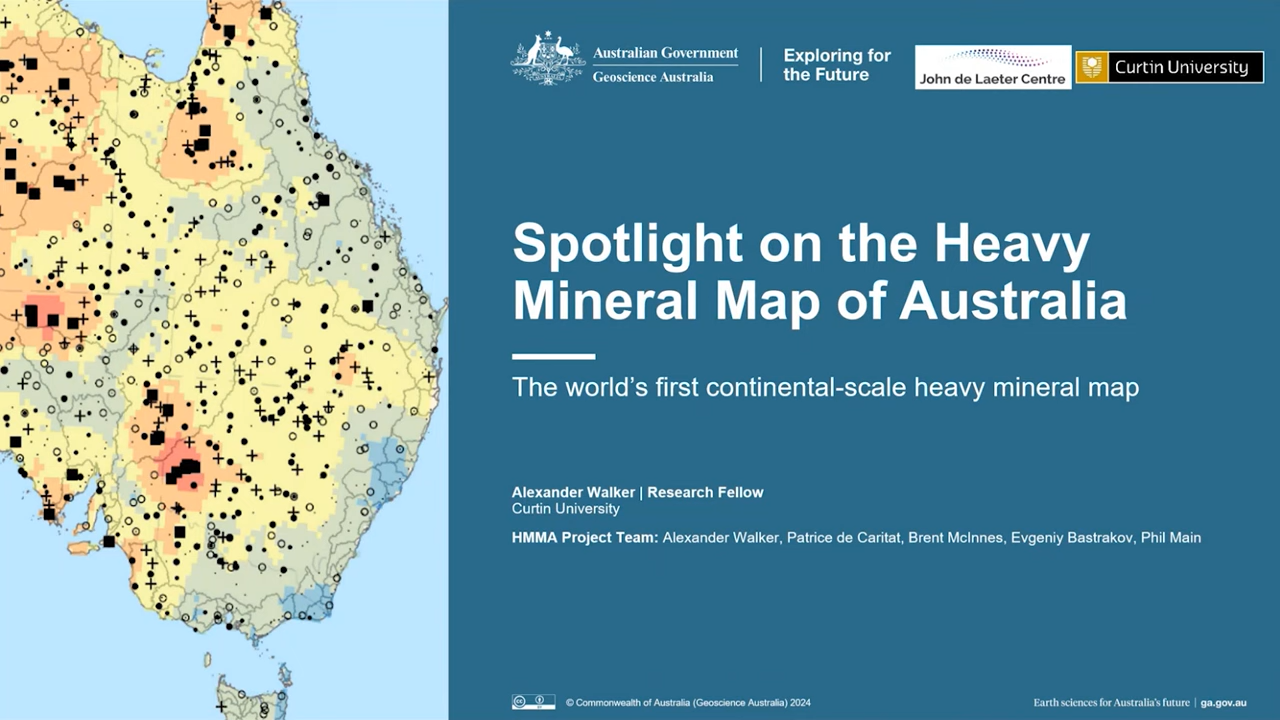 Australian Government
Geoscience Australia
Exploring for
the Future
John de Laeter Centre
Curtin University
Spotlight on the Heavy
Mineral Map of Australia
The world's first continental-scale heavy mineral map
Alexander Walker | Research Fellow
Curtin University
HMMA Project Team: Alexander Walker, Patrice de Caritat, Brent McInnes, Evgeniy Bastrakov, Phil Main
© Commonwealth of Australia (Geoscience Australia) 2024
Earth sciences for Australia's future | ga.gov.au